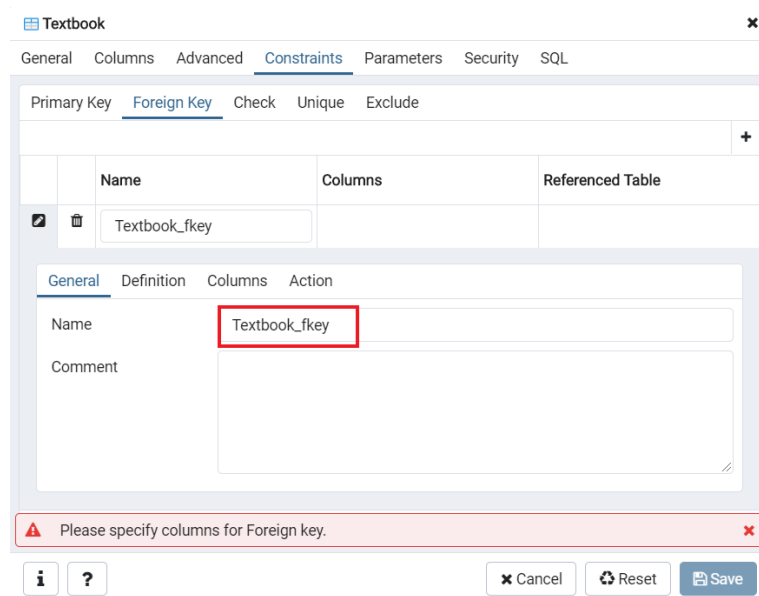 Textbook
General Columns Advanced Constraints Parameters Security SQL
Primary Key Foreign Key Check Unique Exclude
Name Columns Referenced Table
Textbook_fkey
General Definition Columns Action
Name Textbook_fkey
Comment
Please specify columns for Foreign key.
i ? Cancel Reset Save